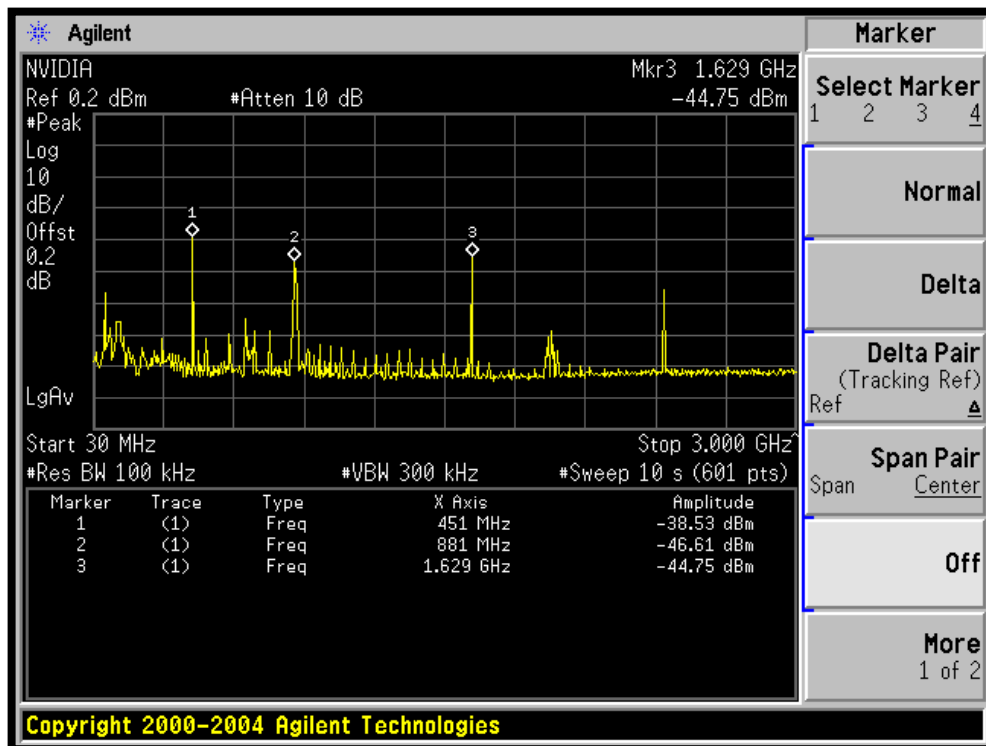 Agilent
Marker
NVIDIA
Mkr3 1.629 GHz
Ref 0.2 dBm #Atten 10 dB -44.75 dBm
#Peak
Log
10
dB/
Offst
0.2
dB
1
2
3
LgAv
Start 30 MHz Stop 3.000 GHz^
#Res BW 100 kHz #VBW 300 kHz #Sweep 10 s (601 pts)
Marker Trace Type X Axis Amplitude
1 (1) Freq 451 MHz -38.53 dBm
2 (1) Freq 881 MHz -46.61 dBm
3 (1) Freq 1.629 GHz -44.75 dBm
Select Marker
1 2 3 4
Normal
Delta
Delta Pair
(Tracking Ref)
Ref Δ
Span Pair
Span Center
Off
More
1 of 2
Copyright 2000-2004 Agilent Technologies